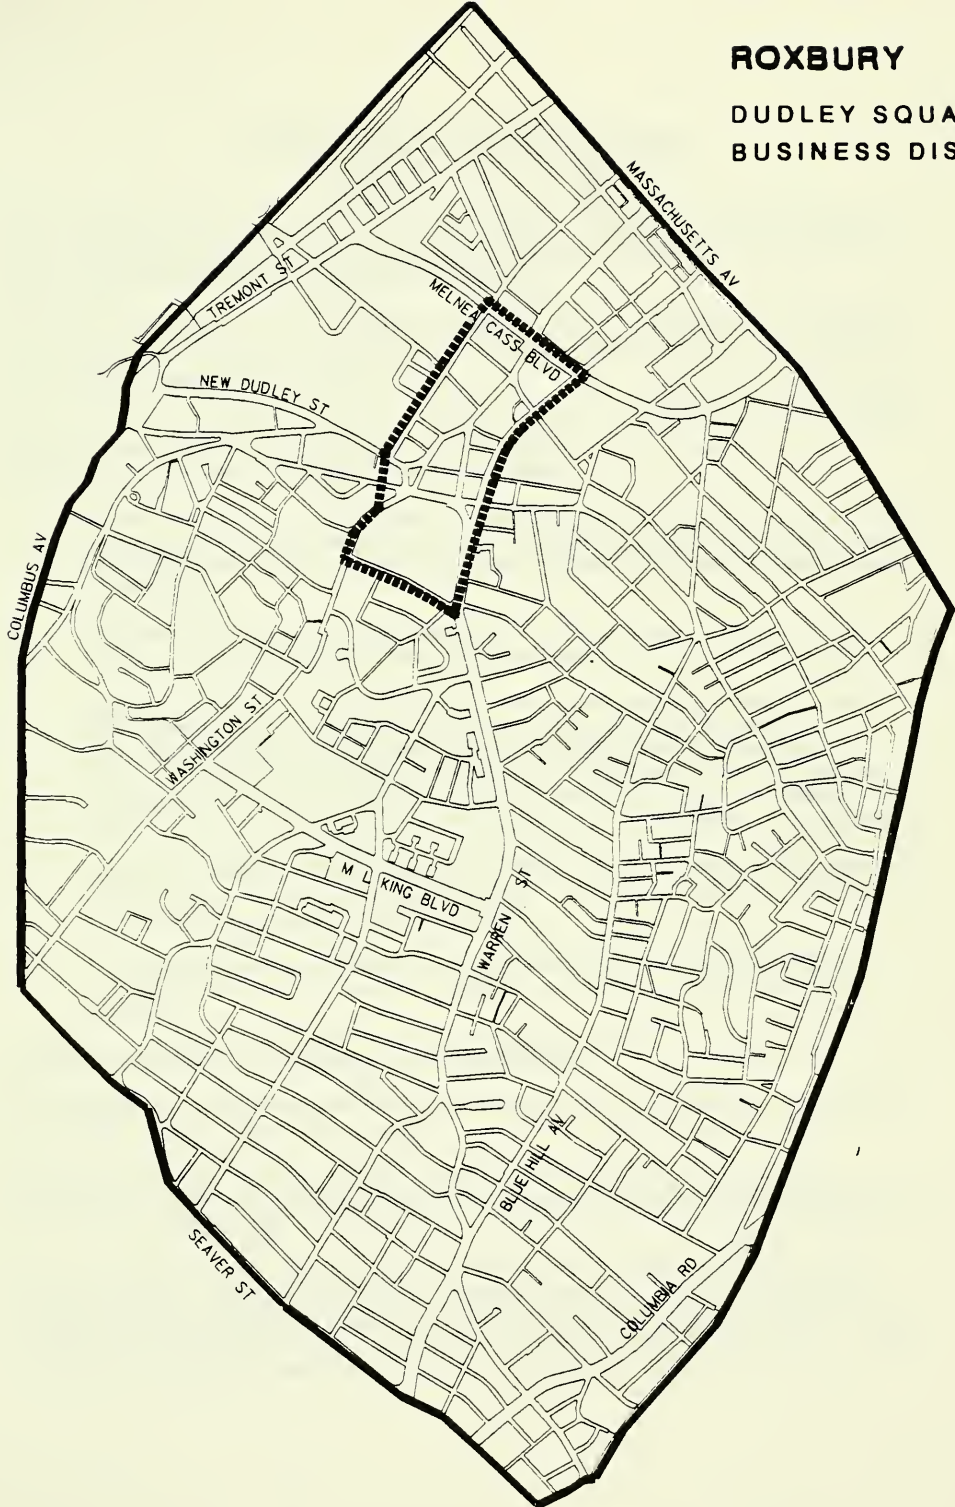 ROXBURY
DUDLEY SQUA
BUSINESS DIS
MASSACHUSETTS AV
TREMONT ST
MELNEA CASS BLVD
NEW DUDLEY ST
COLUMBUS AV
WASHINGTON ST
M L KING BLVD
WARREN ST
BLUE HILL AV
SEAVER ST
COLUMBIA RD